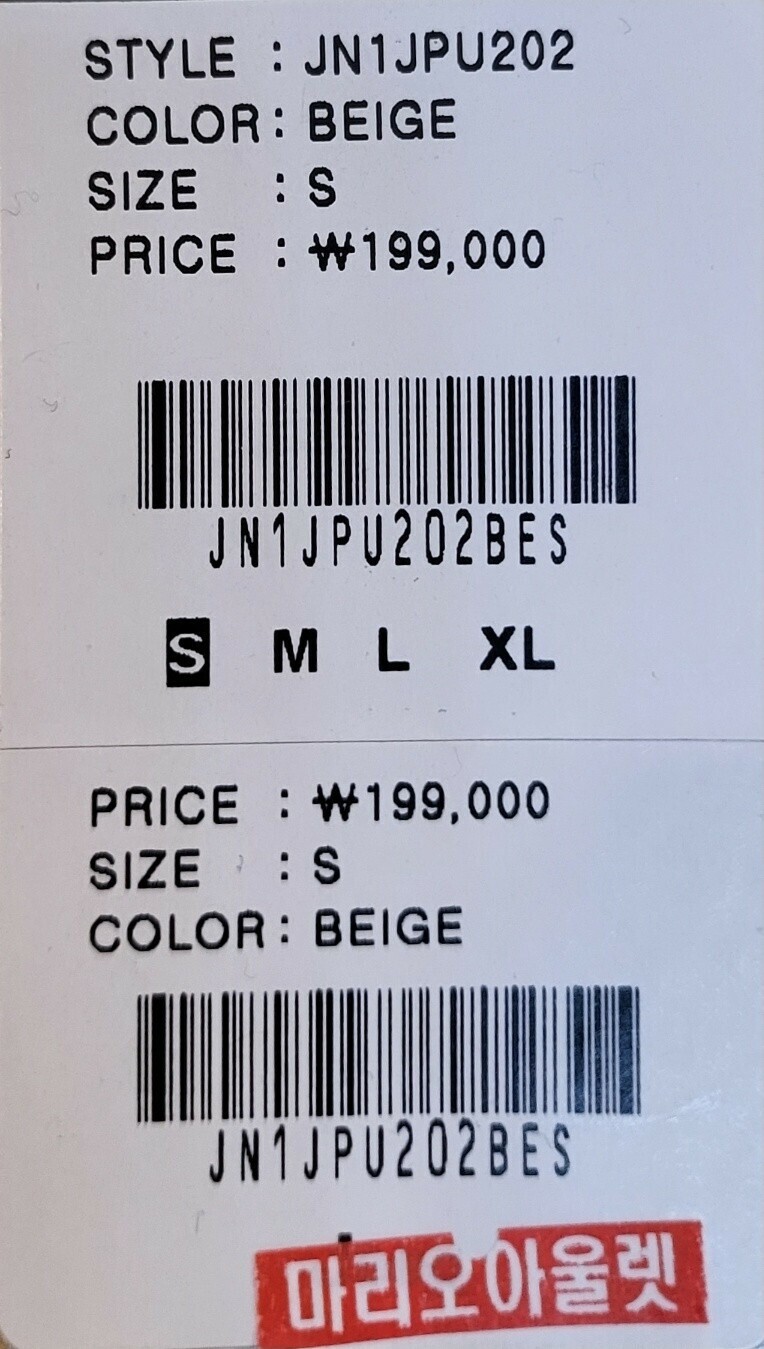 STYLE : JN1JPU202
COLOR : BEIGE
SIZE : S
PRICE : ₩199,000
JN1JPU202BES
S M L XL
PRICE : ₩199,000
SIZE : S
COLOR : BEIGE
JN1JPU202BES
마리오아울렛